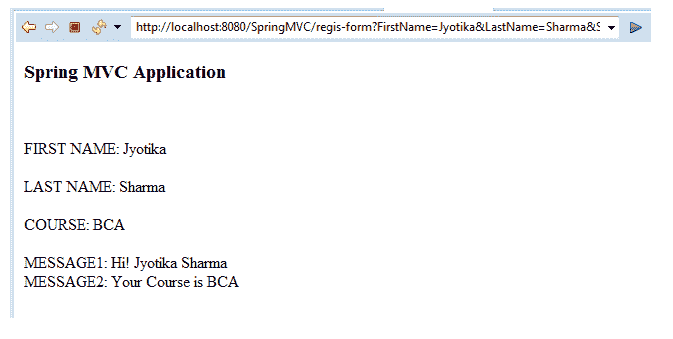 http://localhost:8080/SpringMVC/regis-form?FirstName=Jyotika&LastName=Sharma&S
Spring MVC Application
FIRST NAME: Jyotika
LAST NAME: Sharma
COURSE: BCA
MESSAGE1: Hi! Jyotika Sharma
MESSAGE2: Your Course is BCA